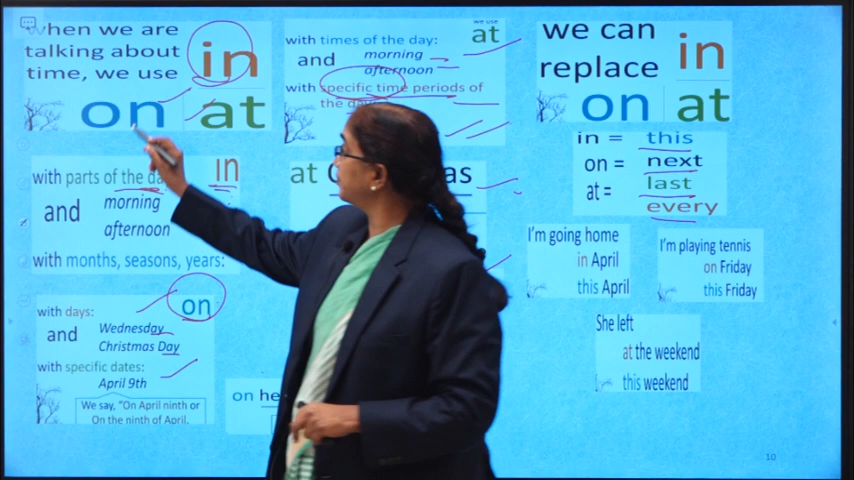 when we are
talking about
time, we use
in
on
at
with parts of the da
in
and
morning
afternoon
with months, seasons, years:
with days:
on
and
Wednesday
Christmas Day
with specific dates:
April 9th
We say, "On April ninth or
On the ninth of April.
we use
with times of the day:
at
and
morning
afternoon
with specific time periods of
the
at
as
on he
we can
replace
in
on
at
in = this
on = next
at = last
every
I'm going home
in April
this April
I'm playing tennis
on Friday
this Friday
She left
at the weekend
this weekend
10